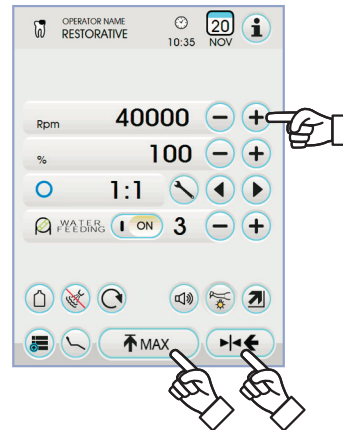 OPERATOR NAME
RESTORATIVE
10:35
20
NOV
i
Rpm 40000 − +
% 100 − +
1:1
WATER FEEDING I ON 3 − +
MAX